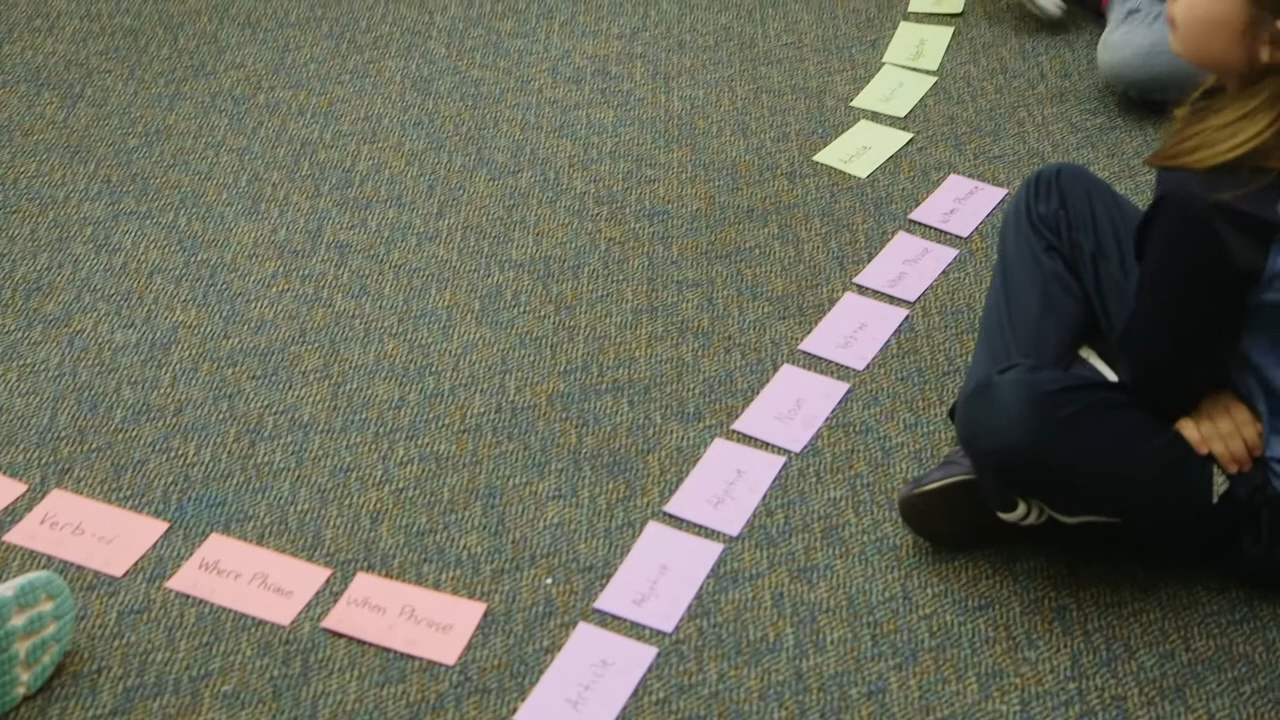 Article
When Phrase
Where Phrase
Verb-ed
Noun
Adjective
Adjective
Article
Verb-ed
Where Phrase
When Phrase